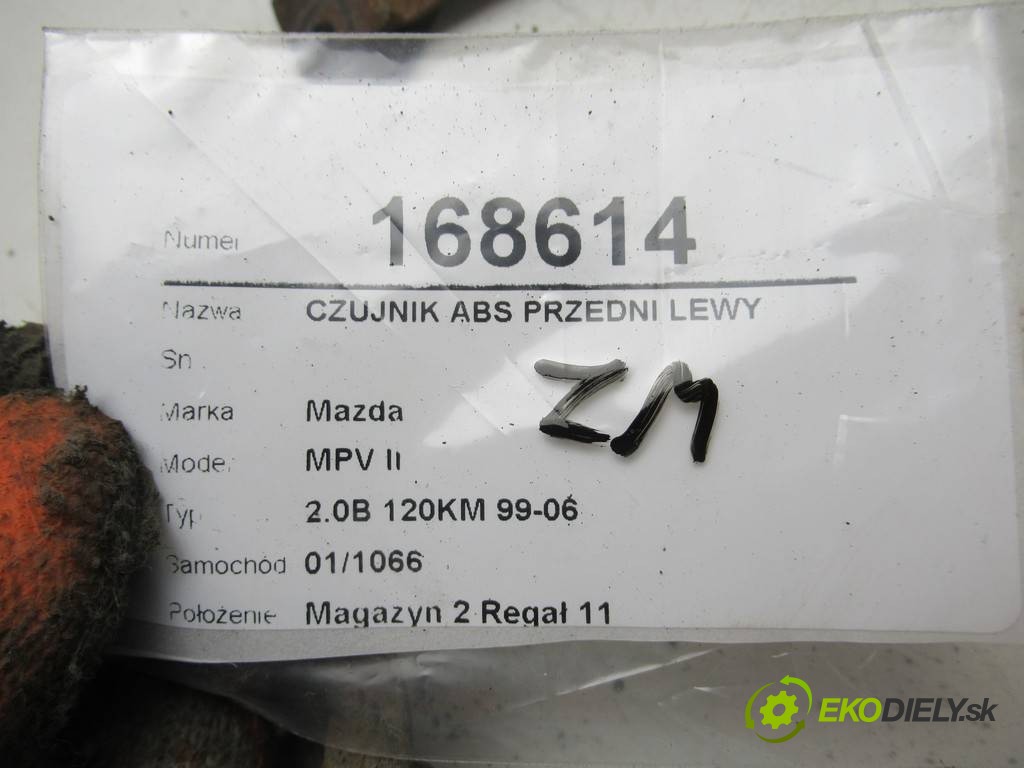 Numer 168614
Nazwa CZUJNIK ABS PRZEDNI LEWY
Sn
Marka Mazda
Model MPV II
Typ 2.0B 120KM 99-06
Samochód 01/1066
Położenie Magazyn 2 Regał 11
ZM
EKODIELY.sk